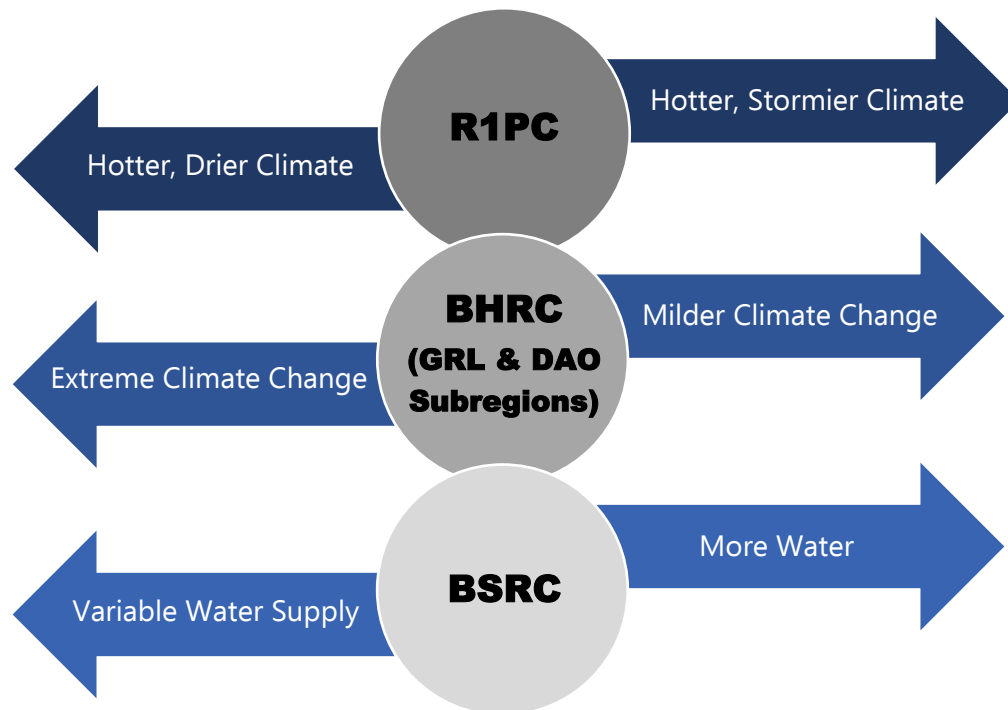 Hotter, Stormier Climate
R1PC
Hotter, Drier Climate
BHRC
Milder Climate Change
(GRL & DAO
Extreme Climate Change
Subregions)
More Water
BSRC
Variable Water Supply